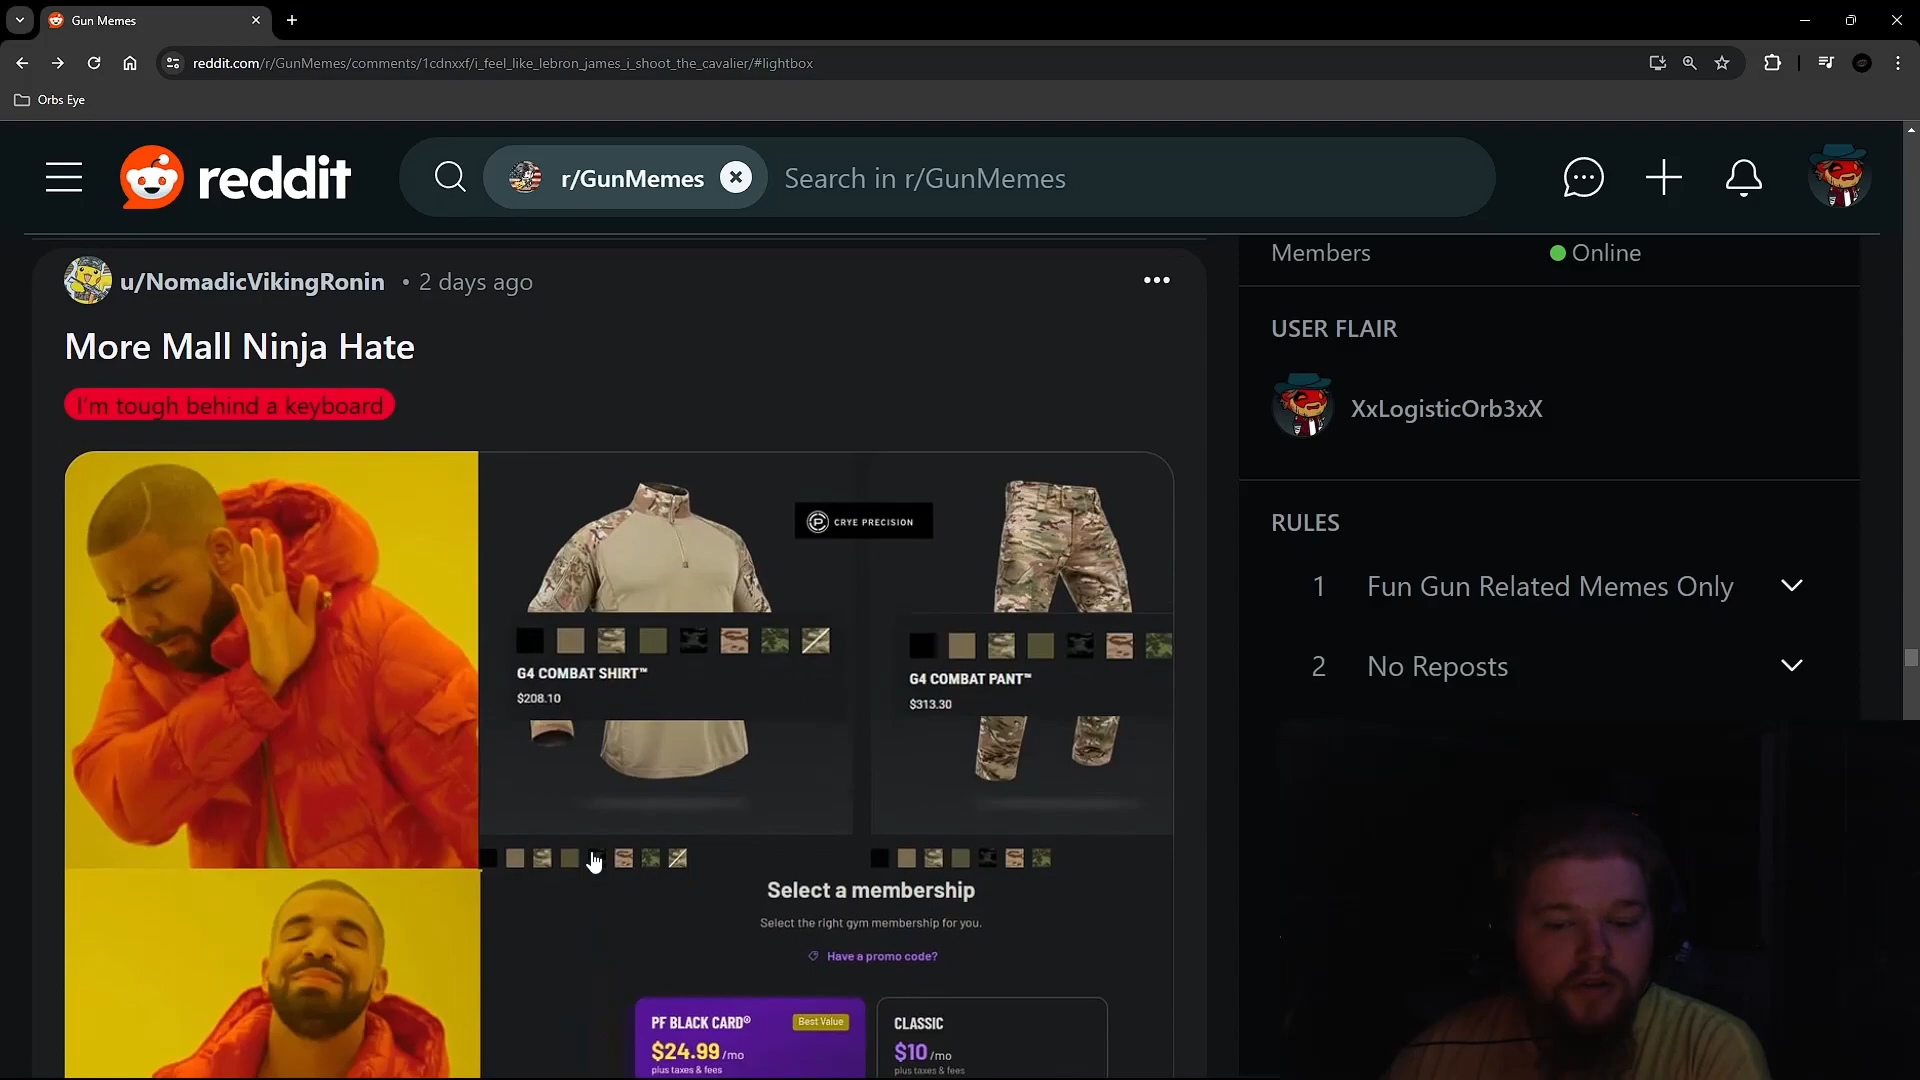 Gun Memes
reddit.com/r/GunMemes/comments/1cdnxxf/i_feel_like_lebron_james_i_shoot_the_cavalier/#lightbox
Orbs Eye
reddit
r/GunMemes
Search in r/GunMemes
u/NomadicVikingRonin • 2 days ago
More Mall Ninja Hate
I'm tough behind a keyboard
CRYE PRECISION
G4 COMBAT SHIRT™
$208.10
G4 COMBAT PANT™
$313.30
Select a membership
Select the right gym membership for you.
Have a promo code?
PF BLACK CARD®
Best Value
$24.99 /mo
plus taxes & fees
CLASSIC
$10 /mo
plus taxes & fees
Members
Online
USER FLAIR
XxLogisticOrb3xX
RULES
1 Fun Gun Related Memes Only
2 No Reposts